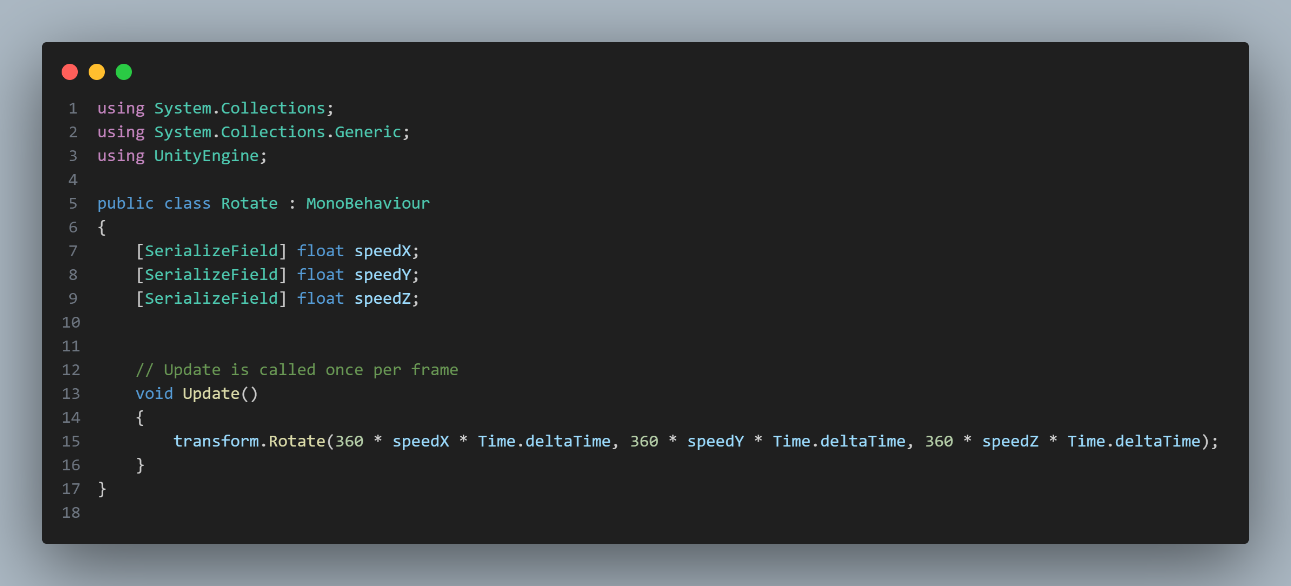 1 using System.Collections;
2 using System.Collections.Generic;
3 using UnityEngine;
4
5 public class Rotate : MonoBehaviour
6 {
7     [SerializeField] float speedX;
8     [SerializeField] float speedY;
9     [SerializeField] float speedZ;
10
11
12     // Update is called once per frame
13     void Update()
14     {
15         transform.Rotate(360 * speedX * Time.deltaTime, 360 * speedY * Time.deltaTime, 360 * speedZ * Time.deltaTime);
16     }
17 }
18